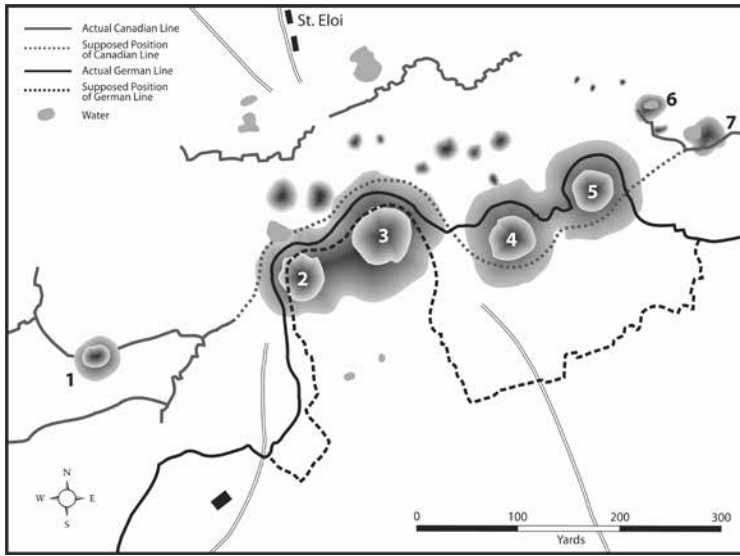 St. Eloi
Actual Canadian Line
Supposed Position
of Canadian Line
Actual German Line
Supposed Position
of German Line
Water
6
7
5
4
3
2
1
N
W E
S
0 100 200 300
Yards